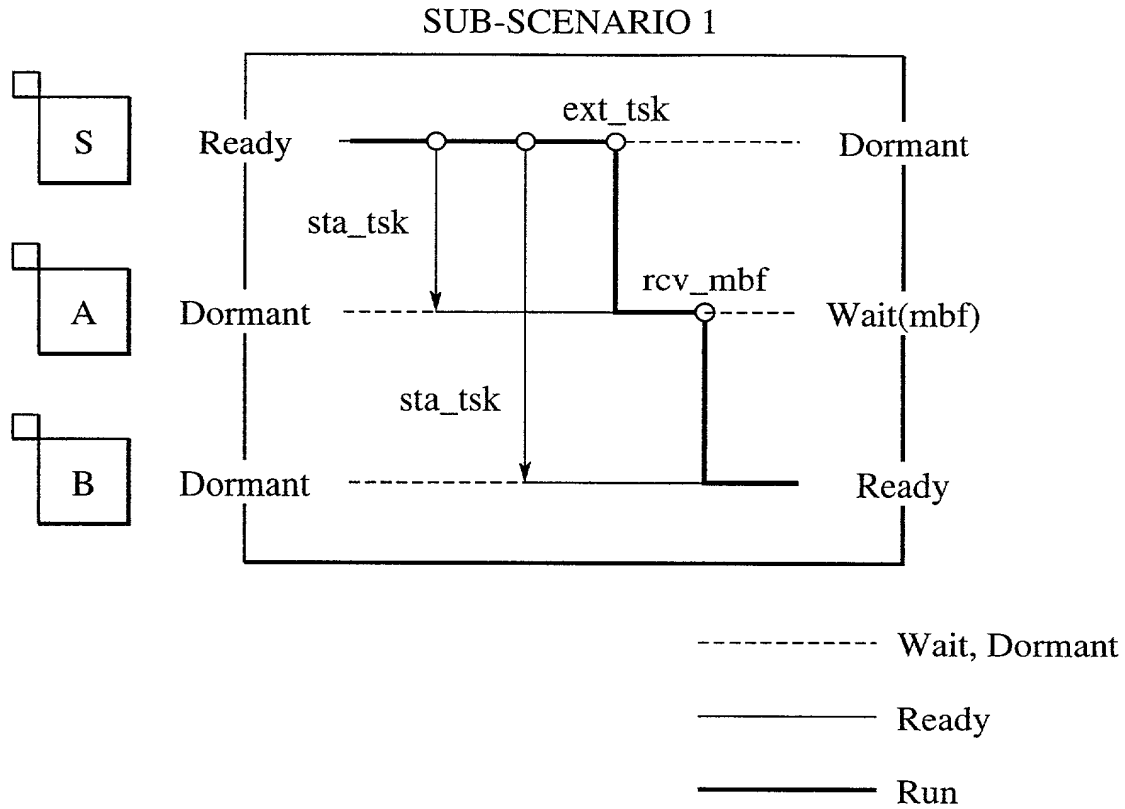 SUB-SCENARIO 1
ext_tsk
S Ready Dormant
sta_tsk
rcv_mbf
A Dormant Wait(mbf)
sta_tsk
B Dormant Ready
Wait, Dormant
Ready
Run